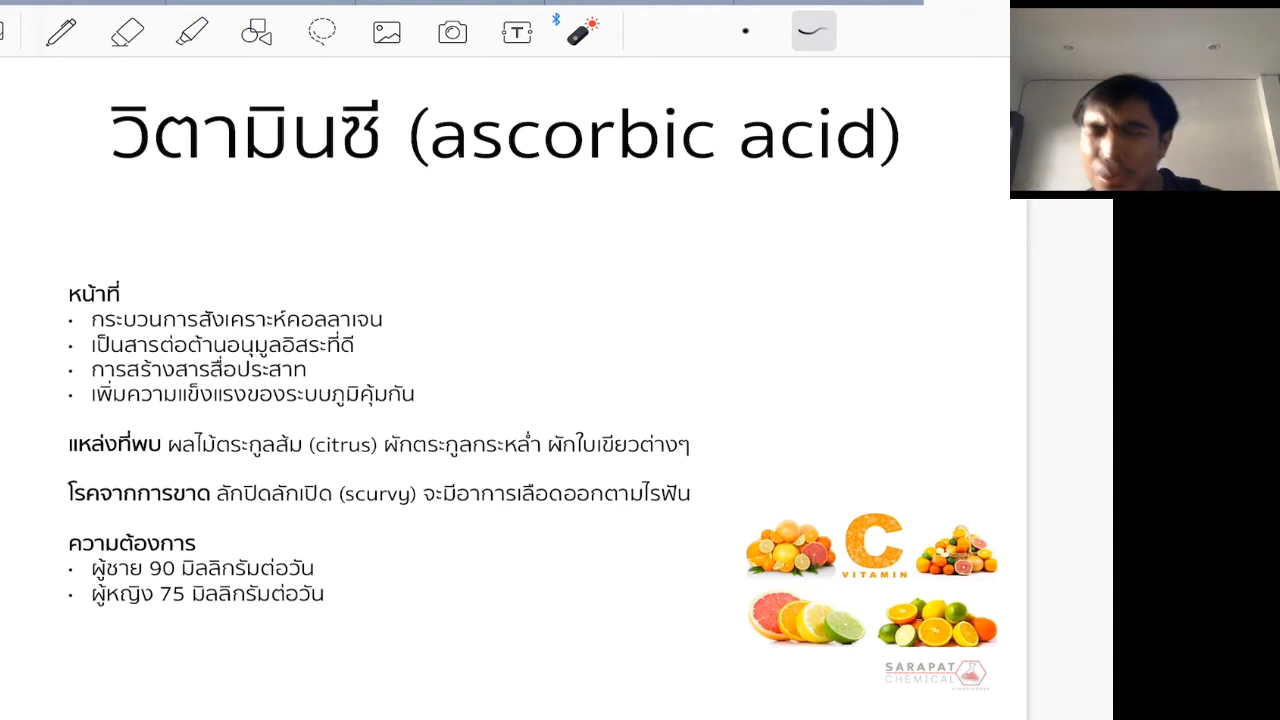 วิตามินซี (ascorbic acid)
หน้าที่
• กระบวนการสังเคราะห์คอลลาเจน
• เป็นสารต่อต้านอนุมูลอิสระที่ดี
• การสร้างสารสื่อประสาท
• เพิ่มความแข็งแรงของระบบภูมิคุ้มกัน
แหล่งที่พบ ผลไม้ตระกูลส้ม (citrus) ผักตระกูลกระหล่ำ ผักใบเขียวต่างๆ
โรคจากการขาด ลักปิดลักเปิด (scurvy) จะมีอาการเลือดออกตามไรฟัน
ความต้องการ
• ผู้ชาย 90 มิลลิกรัมต่อวัน
• ผู้หญิง 75 มิลลิกรัมต่อวัน
C
VITAMIN
SARAPAT
CHEMICAL